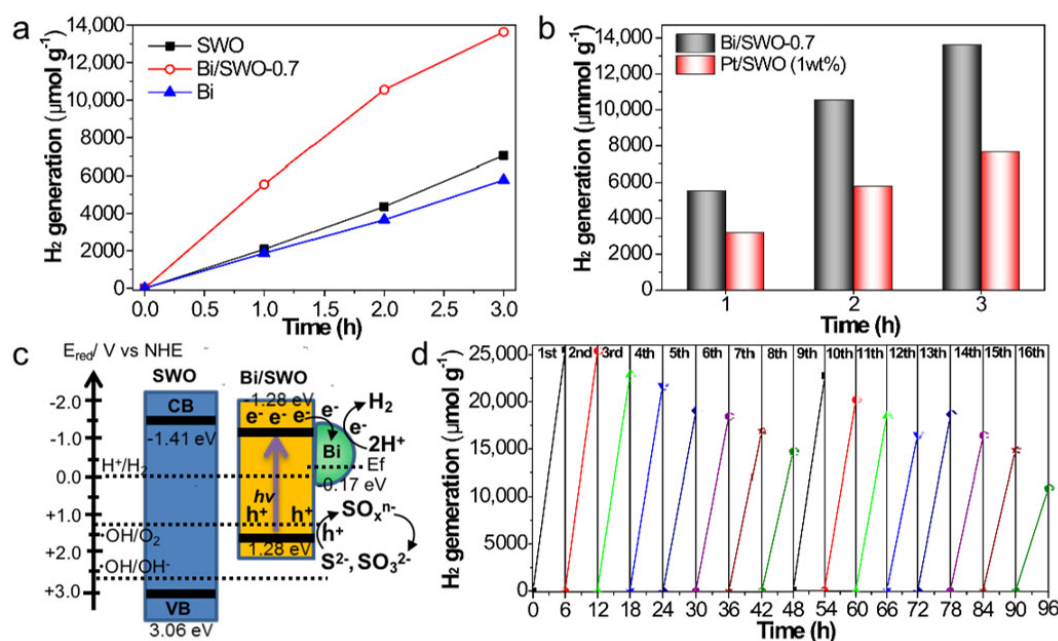 a
SWO
Bi/SWO-0.7
Bi
H₂ generation (μmol g⁻¹)
14,000
12,000
10,000
8000
6000
4000
2000
0
0.0 0.5 1.0 1.5 2.0 2.5 3.0
Time (h)
b
Bi/SWO-0.7
Pt/SWO (1wt%)
H₂ generation (μmmol g⁻¹)
14,000
12,000
10,000
8000
6000
4000
2000
0
1 2 3
Time (h)
c
E_red/ V vs NHE
SWO
Bi/SWO
-2.0
-1.0
0.0
+1.0
+2.0
+3.0
H⁺/H₂
·OH/O₂
·OH/OH⁻
CB
-1.41 eV
VB
3.06 eV
-1.28 eV
e⁻ e⁻ e⁻
hv
h⁺ h⁺
1.28 eV
e⁻
H₂
e⁻
2H⁺
Bi
Ef
-0.17 eV
SOₓⁿ⁻
h⁺
S²⁻, SO₃²⁻
d
H₂ gemeration (μmol g⁻¹)
25,000
20,000
15,000
10,000
5000
0
1st 2nd 3rd 4th 5th 6th 7th 8th 9th 10th 11th 12th 13th 14th 15th 16th
0 6 12 18 24 30 36 42 48 54 60 66 72 78 84 90 96
Time (h)